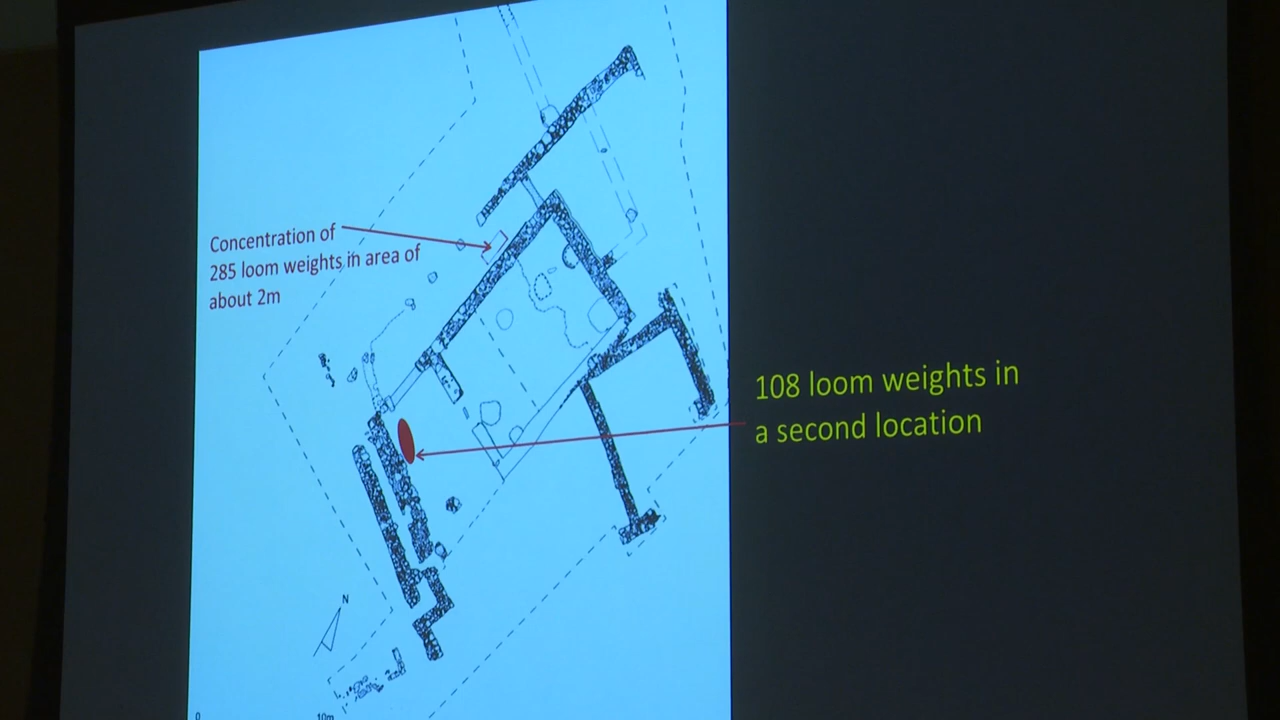 Concentration of
285 loom weights in area of
about 2m
108 loom weights in
a second location
N
0
10m